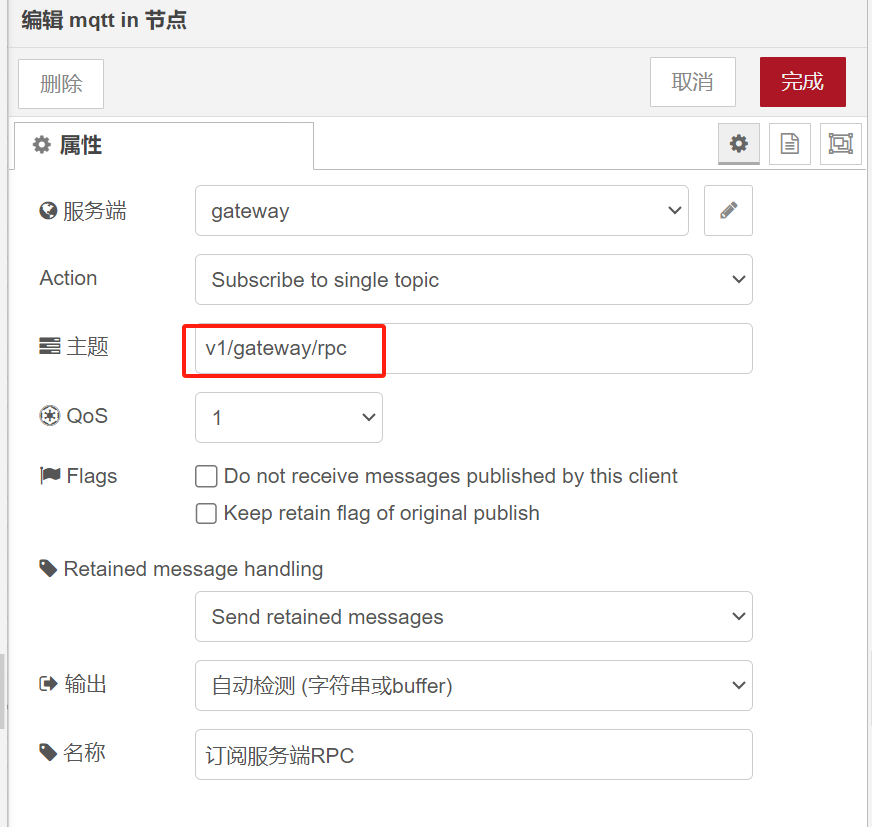 编辑 mqtt in 节点
删除
取消
完成
属性
服务端
gateway
Action
Subscribe to single topic
主题
v1/gateway/rpc
QoS
1
Flags
Do not receive messages published by this client
Keep retain flag of original publish
Retained message handling
Send retained messages
输出
自动检测 (字符串或buffer)
名称
订阅服务端RPC